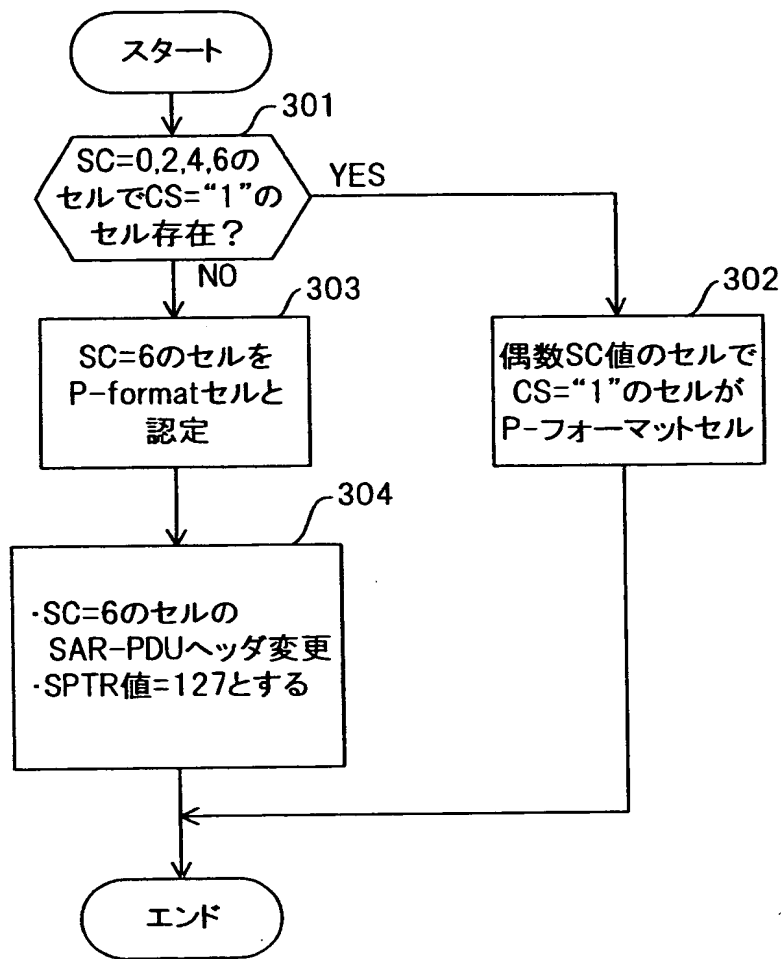 スタート
301
SC=0,2,4,6の
セルでCS=“1”の
セル存在？
YES
NO
303
SC=6のセルを
P-formatセルと
認定
302
偶数SC値のセルで
CS=“1”のセルが
P-フォーマットセル
304
・SC=6のセルの
SAR-PDUヘッダ変更
・SPTR値=127とする
エンド